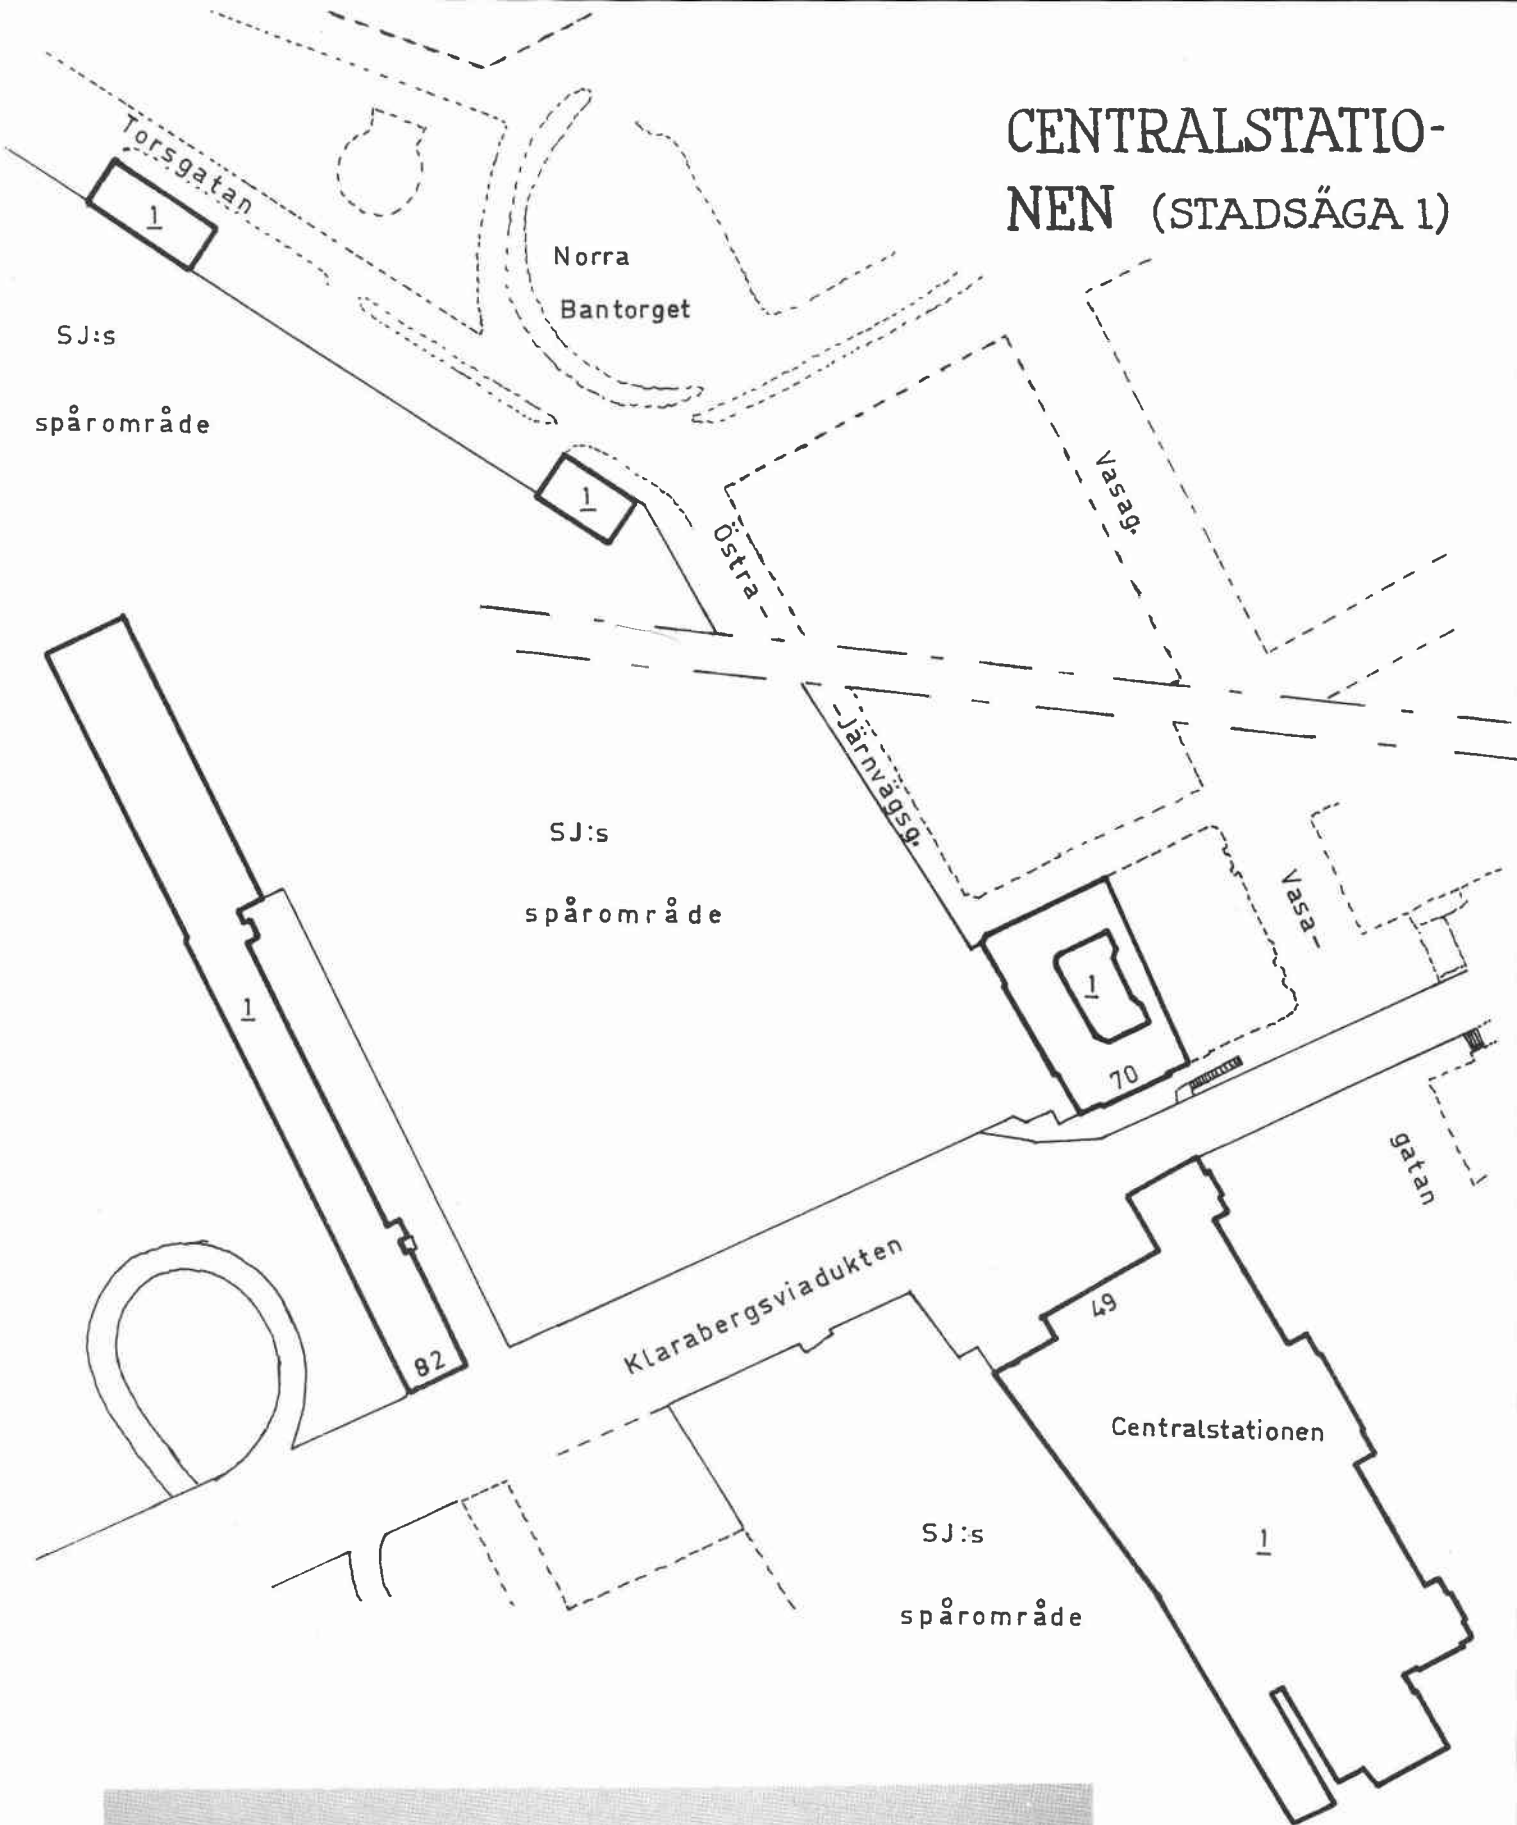 CENTRALSTATIO-
NEN (STADSÄGA 1)
Torsgatan
1
Norra
Bantorget
SJ:s
spårområde
Vasag.
1
Östra-
-Järnvägsg.
SJ:s
spårområde
Vasa-
1
1
70
gatan
Klarabergsviadukten
49
82
Centralstationen
SJ:s
1
spårområde